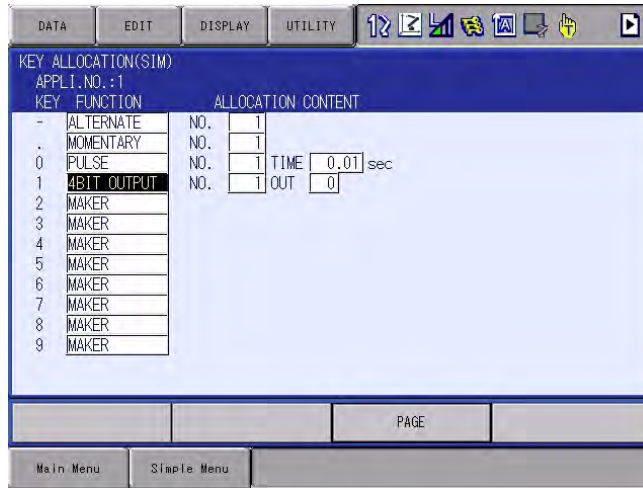 DATA EDIT DISPLAY UTILITY
KEY ALLOCATION(SIM)
APPLI.NO.:1
KEY FUNCTION ALLOCATION CONTENT
- ALTERNATE NO. 1
. MOMENTARY NO. 1
0 PULSE NO. 1 TIME 0.01 sec
1 4BIT OUTPUT NO. 1 OUT 0
2 MAKER
3 MAKER
4 MAKER
5 MAKER
6 MAKER
7 MAKER
8 MAKER
9 MAKER
PAGE
Main Menu Simple Menu